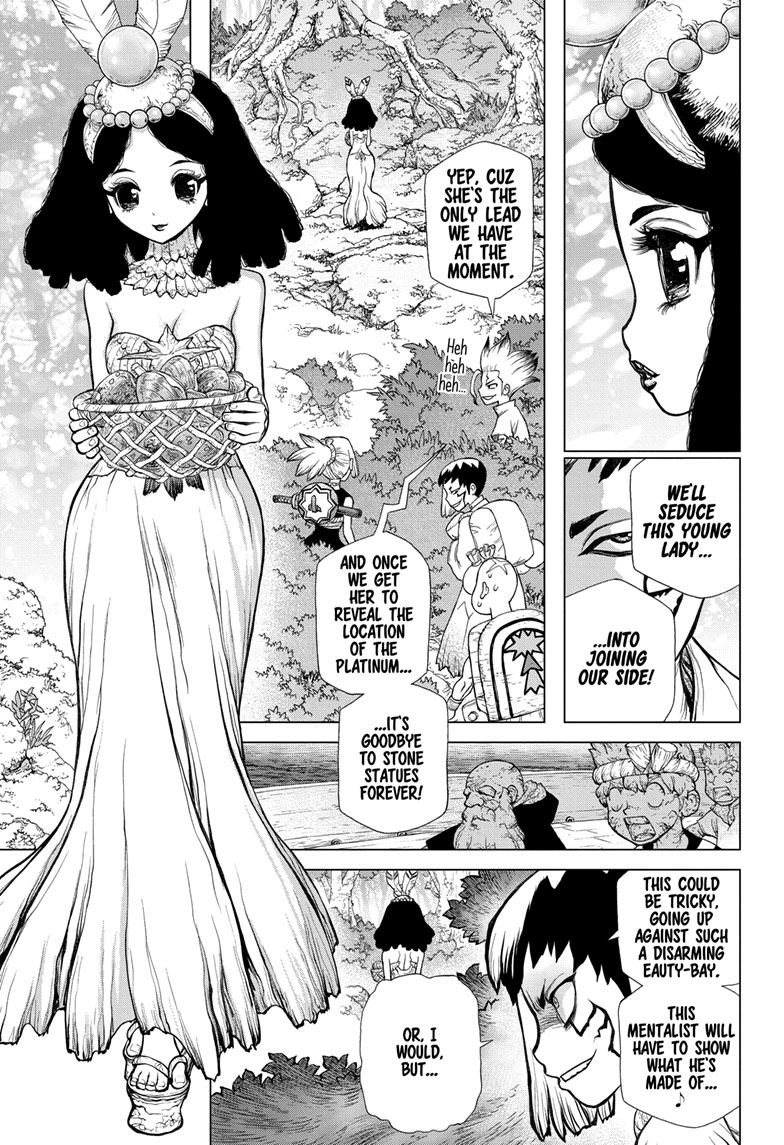 YEP, CUZ
SHE'S THE
ONLY LEAD
WE HAVE
AT THE
MOMENT.
Heh
heh
heh...
WE'LL
SEDUCE
THIS YOUNG
LADY...
...INTO
JOINING
OUR SIDE!
AND ONCE
WE GET
HER TO
REVEAL THE
LOCATION
OF THE
PLATINUM...
...IT'S
GOODBYE
TO STONE
STATUES
FOREVER!
THIS COULD
BE TRICKY,
GOING UP
AGAINST SUCH
A DISARMING
EAUTY-BAY.
THIS
MENTALIST WILL
HAVE TO SHOW
WHAT HE'S
MADE OF...
♪
OR, I
WOULD,
BUT...